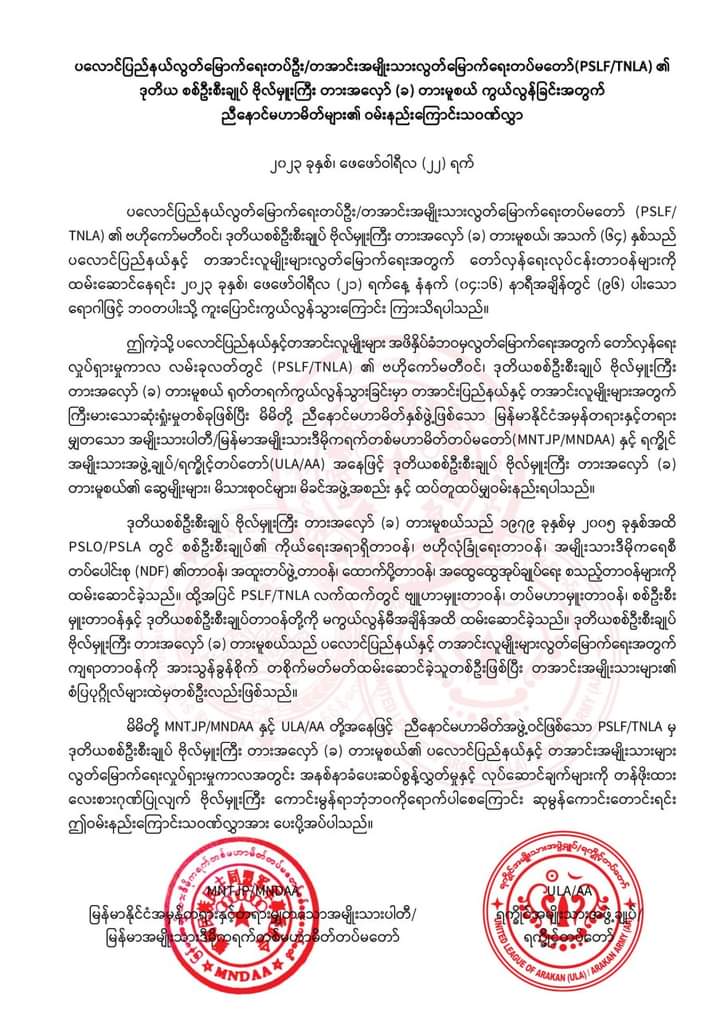 ပလောင်ပြည်နယ်လွတ်မြောက်ရေးတပ်ဦး/တအာင်းအမျိုးသားလွတ်မြောက်ရေးတပ်မတော်(PSLF/TNLA) ၏
ဒုတိယ စစ်ဦးစီးချုပ် ဗိုလ်မှူးကြီး တားအလှော် (ခ) တားမူစယ် ကွယ်လွန်ခြင်းအတွက်
ညီနောင်မဟာမိတ်များ၏ ဝမ်းနည်းကြောင်းသဝဏ်လွှာ
၂၀၂၃ ခုနှစ်၊ ဖေဖော်ဝါရီလ (၂၂) ရက်
ပလောင်ပြည်နယ်လွတ်မြောက်ရေးတပ်ဦး/တအာင်းအမျိုးသားလွတ်မြောက်ရေးတပ်မတော် (PSLF/
TNLA) ၏ ဗဟိုကော်မတီဝင်၊ ဒုတိယစစ်ဦးစီးချုပ် ဗိုလ်မှူးကြီး တားအလှော် (ခ) တားမူစယ်၊ အသက် (၆၄) နှစ်သည်
ပလောင်ပြည်နယ်နှင့် တအာင်းလူမျိုးများလွတ်မြောက်ရေးအတွက် တော်လှန်ရေးလုပ်ငန်းတာဝန်များကို
ထမ်းဆောင်နေရင်း ၂၀၂၃ ခုနှစ်၊ ဖေဖော်ဝါရီလ (၂၁) ရက်နေ့ နံနက် (၀၄:၁၆) နာရီအချိန်တွင် (၉၆) ပါးသော
ရောဂါဖြင့် ဘဝတပါးသို့ ကူးပြောင်းကွယ်လွန်သွားကြောင်း ကြားသိရပါသည်။
ဤကဲ့သို့ ပလောင်ပြည်နယ်နှင့်တအာင်းလူမျိုးများ အဖိနှိပ်ခံဘဝမှလွတ်မြောက်ရေးအတွက် တော်လှန်ရေး
လှုပ်ရှားမှုကာလ လမ်းခုလတ်တွင် (PSLF/TNLA) ၏ ဗဟိုကော်မတီဝင်၊ ဒုတိယစစ်ဦးစီးချုပ် ဗိုလ်မှူးကြီး
တားအလှော် (ခ) တားမူစယ် ရုတ်တရက်ကွယ်လွန်သွားခြင်းမှာ တအာင်းပြည်နယ်နှင့် တအာင်းလူမျိုးများအတွက်
ကြီးမားသောဆုံးရှုံးမှုတစ်ခုဖြစ်ပြီး မိမိတို့ ညီနောင်မဟာမိတ်နှစ်ဖွဲ့ဖြစ်သော မြန်မာနိုင်ငံအမှန်တရားနှင့်တရား
မျှတသော အမျိုးသားပါတီ/မြန်မာအမျိုးသားဒီမိုကရက်တစ်မဟာမိတ်တပ်မတော်(MNTJP/MNDAA) နှင့် ရက္ခိုင်
အမျိုးသားအဖွဲ့ချုပ်/ရက္ခိုင့်တပ်တော်(ULA/AA) အနေဖြင့် ဒုတိယစစ်ဦးစီးချုပ် ဗိုလ်မှူးကြီး တားအလှော် (ခ)
တားမူစယ်၏ ဆွေမျိုးများ၊ မိသားစုဝင်များ၊ မိခင်အဖွဲ့အစည်း နှင့် ထပ်တူထပ်မျှဝမ်းနည်းရပါသည်။
ဒုတိယစစ်ဦးစီးချုပ် ဗိုလ်မှူးကြီး တားအလှော် (ခ) တားမူစယ်သည် ၁၉၇၉ ခုနှစ်မှ ၂၀၀၅ ခုနှစ်အထိ
PSLO/PSLA တွင် စစ်ဦးစီးချုပ်၏ ကိုယ်ရေးအရာရှိတာဝန်၊ ဗဟိုလုံခြုံရေးတာဝန်၊ အမျိုးသားဒီမိုကရေစီ
တပ်ပေါင်းစု (NDF) ၏တာဝန်၊ အထူးတပ်ဖွဲ့တာဝန်၊ ထောက်ပို့တာဝန်၊ အထွေထွေအုပ်ချုပ်ရေး စသည့်တာဝန်များကို
ထမ်းဆောင်ခဲ့သည်။ ထို့အပြင် PSLF/TNLA လက်ထက်တွင် ဗျူဟာမှူးတာဝန်၊ တပ်မဟာမှူးတာဝန်၊ စစ်ဦးစီး
မှူးတာဝန်နှင့် ဒုတိယစစ်ဦးစီးချုပ်တာဝန်တို့ကို မကွယ်လွန်မီအချိန်အထိ ထမ်းဆောင်ခဲ့သည်။ ဒုတိယစစ်ဦးစီးချုပ်
ဗိုလ်မှူးကြီး တားအလှော် (ခ) တားမူစယ်သည် ပလောင်ပြည်နယ်နှင့် တအာင်းလူမျိုးများလွတ်မြောက်ရေးအတွက်
ကျရာတာဝန်ကို အားသွန်ခွန်စိုက် တစိုက်မတ်မတ်ထမ်းဆောင်ခဲ့သူတစ်ဦးဖြစ်ပြီး တအာင်းအမျိုးသားများ၏
စံပြပုဂ္ဂိုလ်များထဲမှတစ်ဦးလည်းဖြစ်သည်။
မိမိတို့ MNTJP/MNDAA နှင့် ULA/AA တို့အနေဖြင့် ညီနောင်မဟာမိတ်အဖွဲ့ဝင်ဖြစ်သော PSLF/TNLA မှ
ဒုတိယစစ်ဦးစီးချုပ် ဗိုလ်မှူးကြီး တားအလှော် (ခ) တားမူစယ်၏ ပလောင်ပြည်နယ်နှင့် တအာင်းအမျိုးသားများ
လွတ်မြောက်ရေးလှုပ်ရှားမှုကာလအတွင်း အနစ်နာခံပေးဆပ်စွန့်လွှတ်မှုနှင့် လုပ်ဆောင်ချက်များကို တန်ဖိုးထား
လေးစားဂုဏ်ပြုလျက် ဗိုလ်မှူးကြီး ကောင်းမွန်ရာဘုံဘဝကိုရောက်ပါစေကြောင်း ဆုမွန်ကောင်းတောင်းရင်း
ဤဝမ်းနည်းကြောင်းသဝဏ်လွှာအား ပေးပို့အပ်ပါသည်။
MNTJP/MNDAA
မြန်မာနိုင်ငံအမှန်တရားနှင့်တရားမျှတသောအမျိုးသားပါတီ/
မြန်မာအမျိုးသားဒီမိုကရက်တစ်မဟာမိတ်တပ်မတော်
★ MNDAA ★
ULA/AA
ရက္ခိုင်အမျိုးသားအဖွဲ့ချုပ်/
ရက္ခိုင့်တပ်တော်
ရက္ခိုင်အမျိုးသားအဖွဲ့ချုပ်/ရက္ခိုင့်တပ်တော်
UNITED LEAGUE OF ARAKAN (ULA) / ARAKAN ARMY (AA)